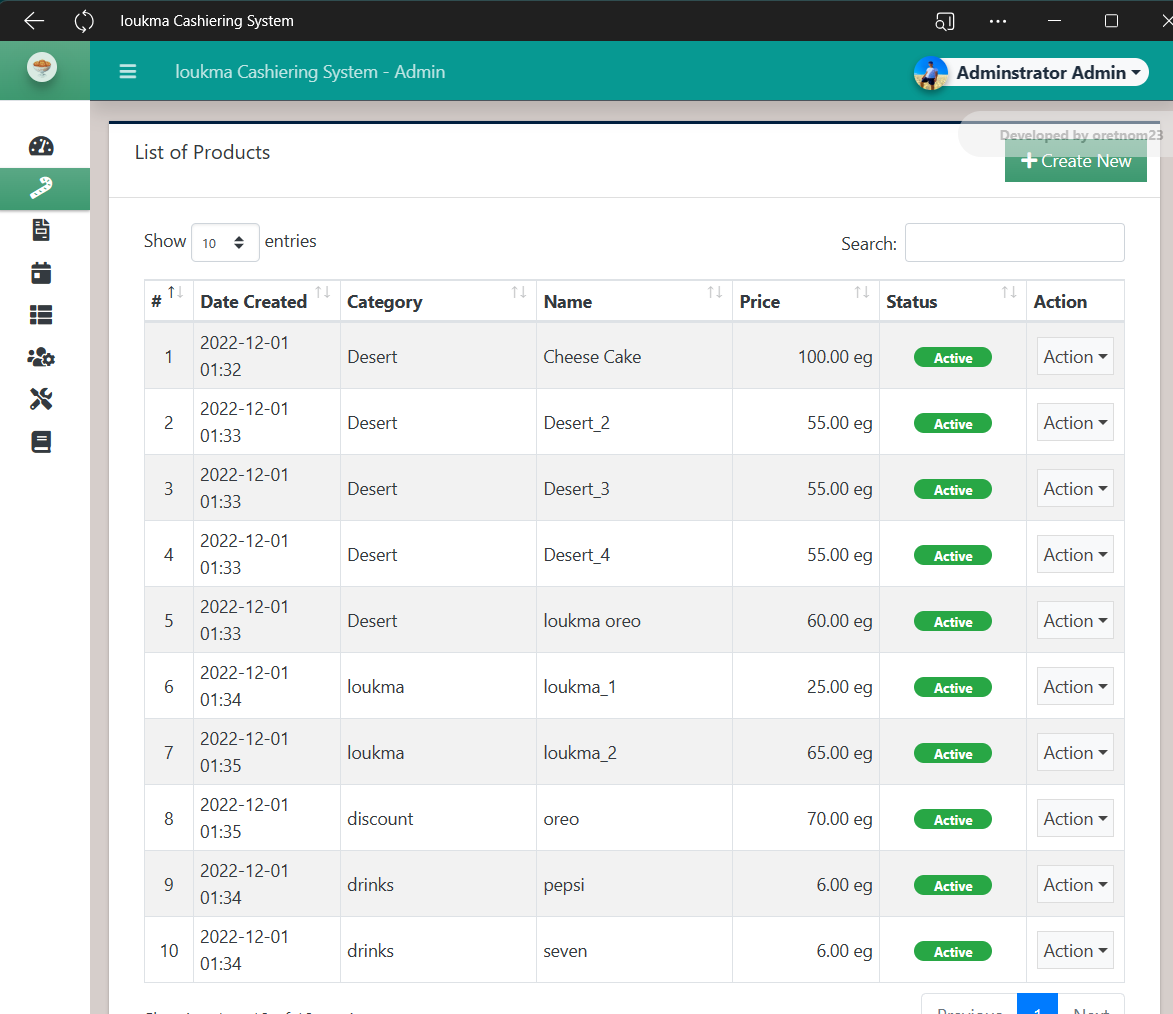 loukma Cashiering System
loukma Cashiering System - Admin
Adminstrator Admin
Developed by oretnom23
List of Products
Create New
Show 10 entries
Search:
# Date Created Category Name Price Status Action
1 2022-12-01 01:32 Desert Cheese Cake 100.00 eg Active Action
2 2022-12-01 01:33 Desert Desert_2 55.00 eg Active Action
3 2022-12-01 01:33 Desert Desert_3 55.00 eg Active Action
4 2022-12-01 01:33 Desert Desert_4 55.00 eg Active Action
5 2022-12-01 01:33 Desert loukma oreo 60.00 eg Active Action
6 2022-12-01 01:34 loukma loukma_1 25.00 eg Active Action
7 2022-12-01 01:35 loukma loukma_2 65.00 eg Active Action
8 2022-12-01 01:35 discount oreo 70.00 eg Active Action
9 2022-12-01 01:34 drinks pepsi 6.00 eg Active Action
10 2022-12-01 01:34 drinks seven 6.00 eg Active Action
Previous 1 Next